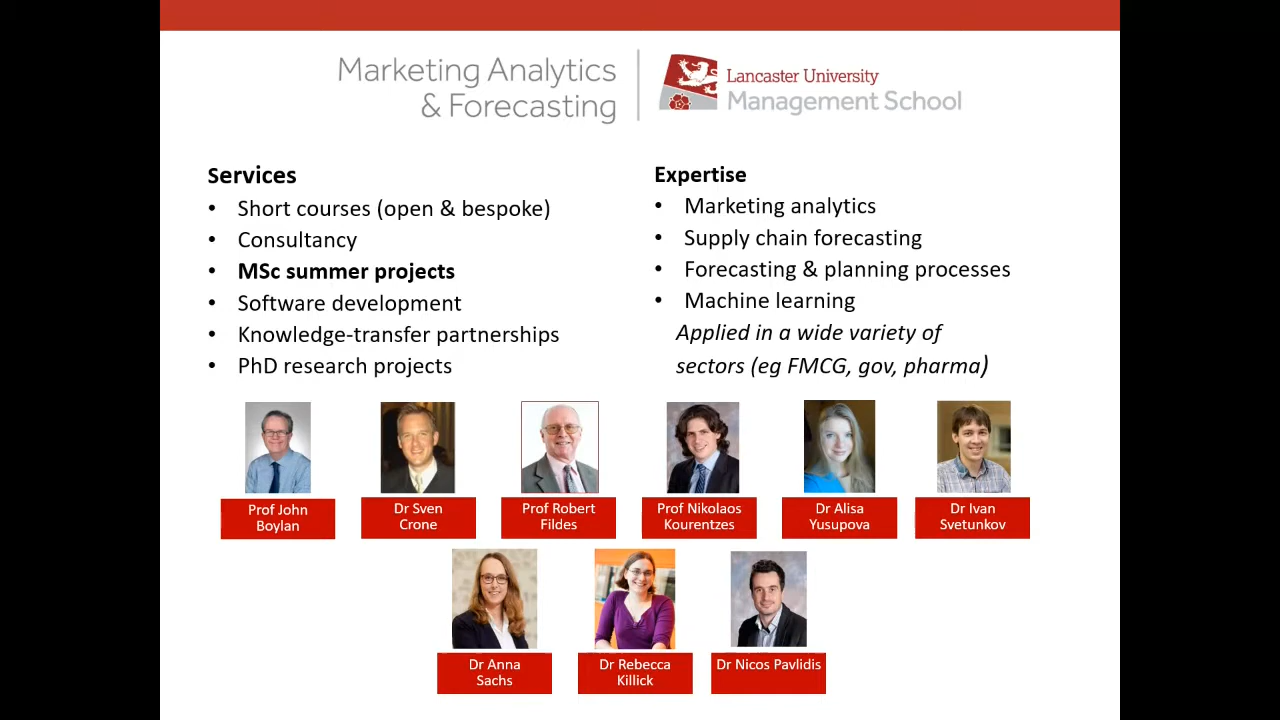 Marketing Analytics
& Forecasting
Lancaster University
Management School
Services
• Short courses (open & bespoke)
• Consultancy
• MSc summer projects
• Software development
• Knowledge-transfer partnerships
• PhD research projects
Expertise
• Marketing analytics
• Supply chain forecasting
• Forecasting & planning processes
• Machine learning
Applied in a wide variety of
sectors (eg FMCG, gov, pharma)
Prof John
Boylan
Dr Sven
Crone
Prof Robert
Fildes
Prof Nikolaos
Kourentzes
Dr Alisa
Yusupova
Dr Ivan
Svetunkov
Dr Anna
Sachs
Dr Rebecca
Killick
Dr Nicos Pavlidis